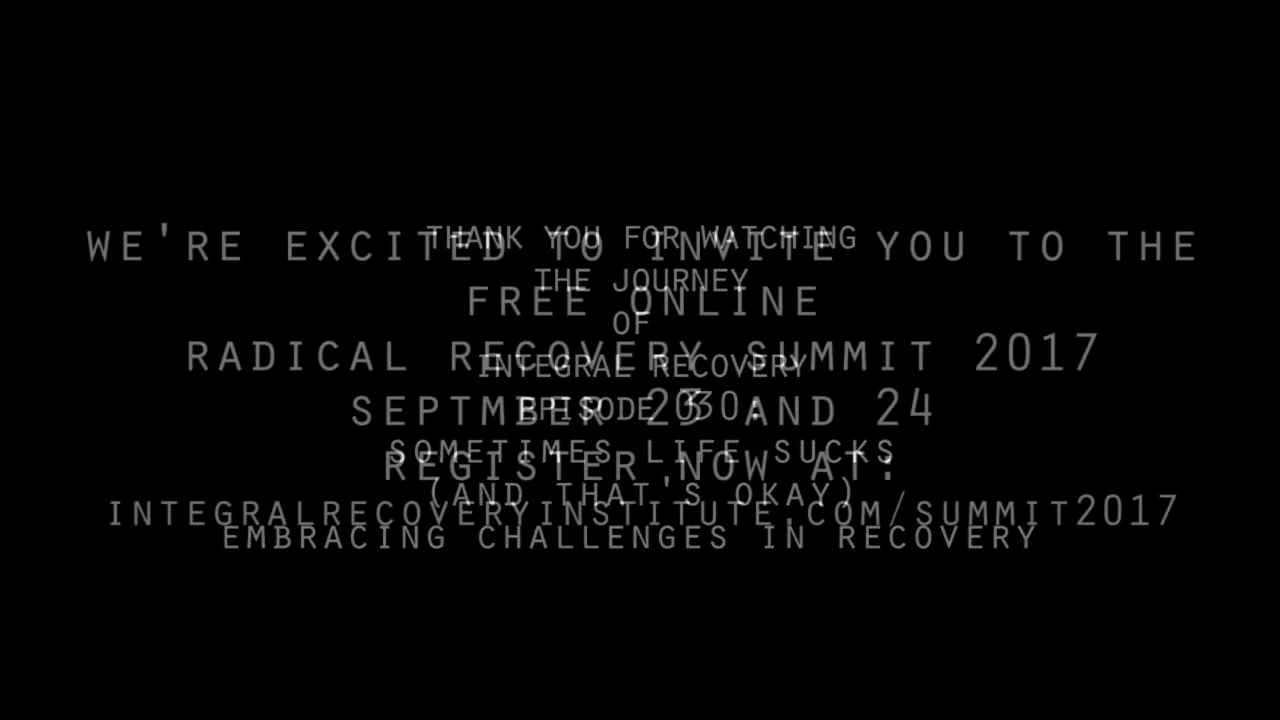 WE'RE EXCITED TO INVITE YOU TO THE
FREE ONLINE
RADICAL RECOVERY SUMMIT 2017
SEPTMBER 23 AND 24
REGISTER NOW AT:
INTEGRALRECOVERYINSTITUTE.COM/SUMMIT2017
THANK YOU FOR WATCHING
THE JOURNEY
OF
INTEGRAL RECOVERY
EPISODE
SOMETIMES LIFE SUCKS
(AND THAT'S OKAY)
EMBRACING CHALLENGES IN RECOVERY